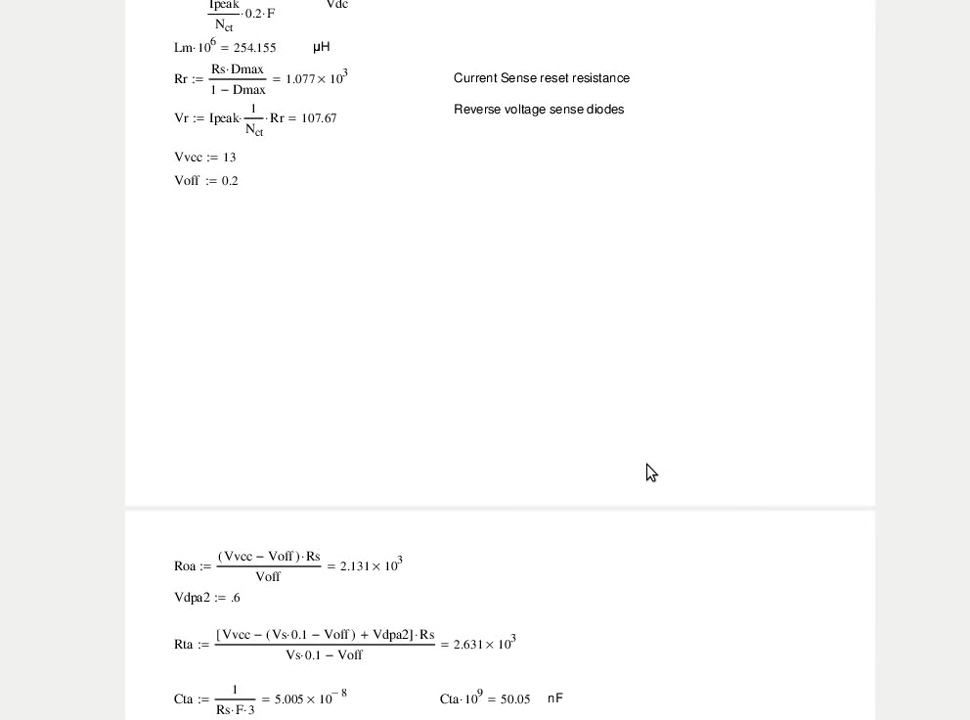 Ipeak/N_ct·0.2·F Vdc
Lm·10^6 = 254.155 µH
Rr := Rs·Dmax/(1 − Dmax) = 1.077 × 10^3 Current Sense reset resistance
Reverse voltage sense diodes
Vr := Ipeak·1/N_ct·Rr = 107.67
Vvcc := 13
Voff := 0.2
Roa := (Vvcc − Voff)·Rs/Voff = 2.131 × 10^3
Vdpa2 := .6
Rta := [Vvcc − (Vs·0.1 − Voff) + Vdpa2]·Rs/(Vs·0.1 − Voff) = 2.631 × 10^3
Cta := 1/(Rs·F·3) = 5.005 × 10^−8 Cta·10^9 = 50.05 nF